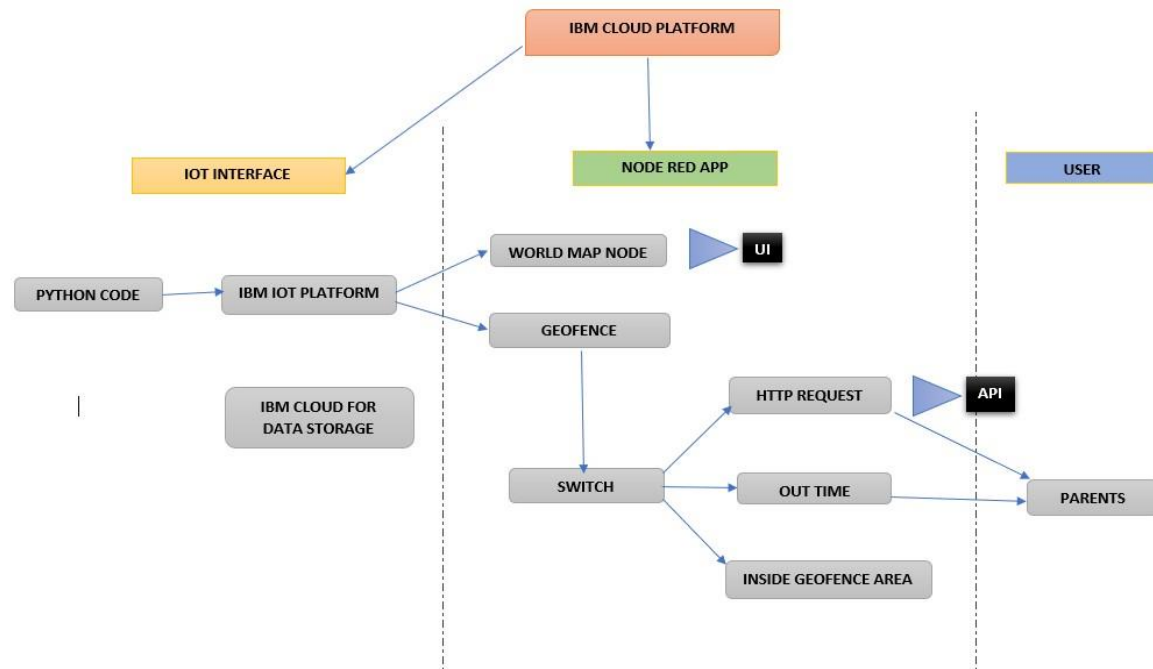 IBM CLOUD PLATFORM
IOT INTERFACE
NODE RED APP
USER
WORLD MAP NODE
UI
PYTHON CODE
IBM IOT PLATFORM
GEOFENCE
HTTP REQUEST
API
IBM CLOUD FOR
DATA STORAGE
SWITCH
OUT TIME
PARENTS
INSIDE GEOFENCE AREA